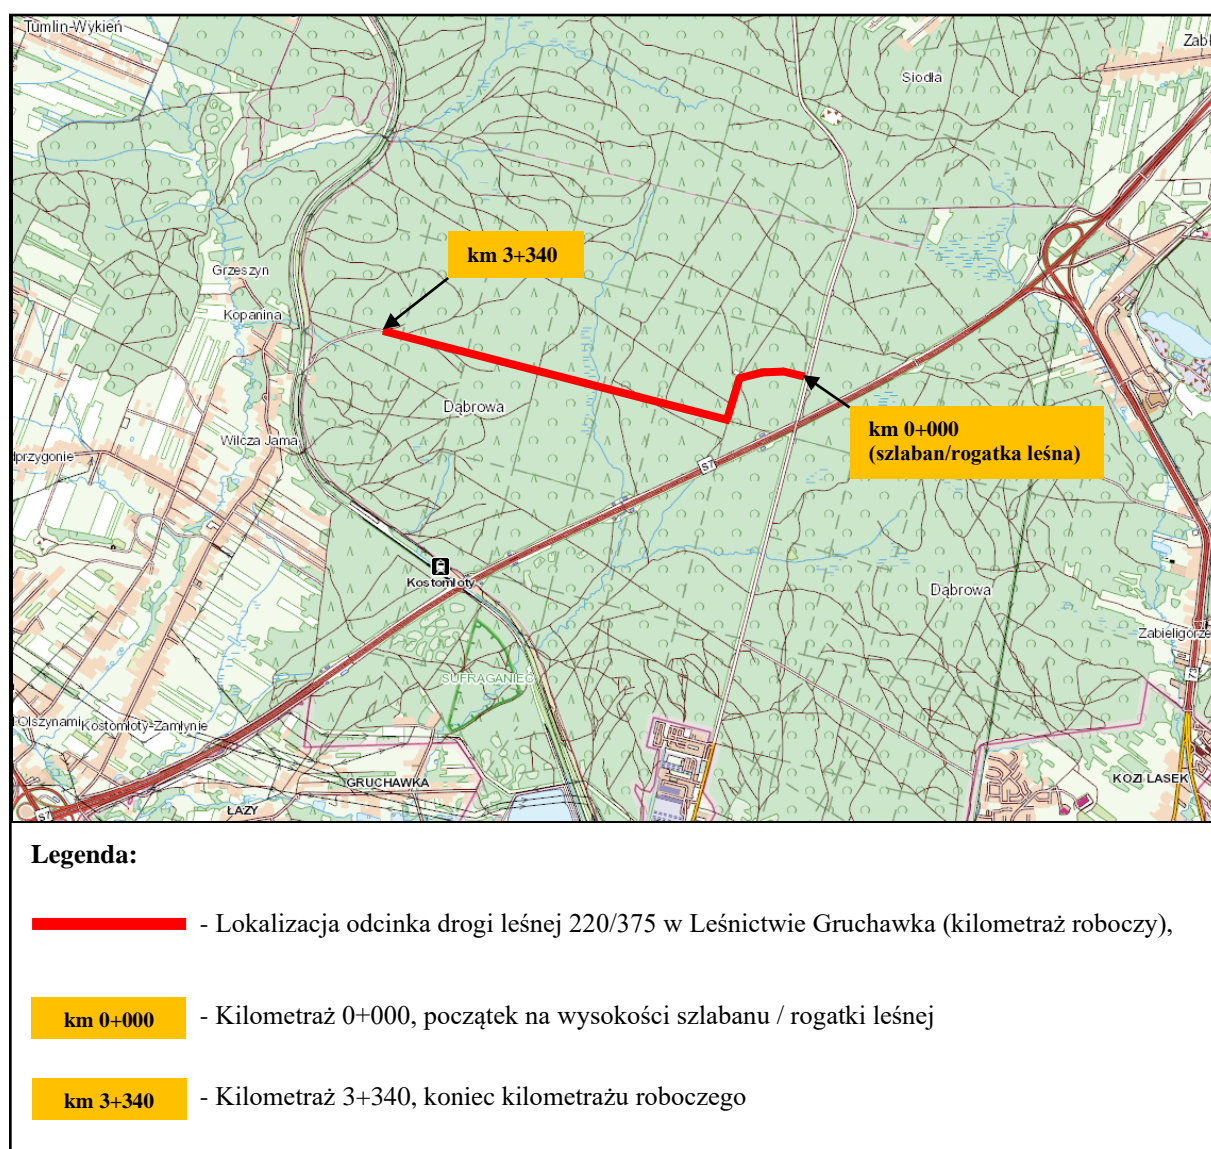 Tumlin-Wykień
Siodła
Grzeszyn
Kopanina
km 3+340
Dąbrowa
km 0+000
(szlaban/rogatka leśna)
Wilcza Jama
S7
Kostomłoty
Dąbrowa
Zabieligórze
73
SUFRAGANIEC
Olszynami
Kostomłoty-Zamłynie
GRUCHAWKA
KOZI LASEK
ŁAZY
S7
Legenda:
- Lokalizacja odcinka drogi leśnej 220/375 w Leśnictwie Gruchawka (kilometraż roboczy),
km 0+000 - Kilometraż 0+000, początek na wysokości szlabanu / rogatki leśnej
km 3+340 - Kilometraż 3+340, koniec kilometrażu roboczego